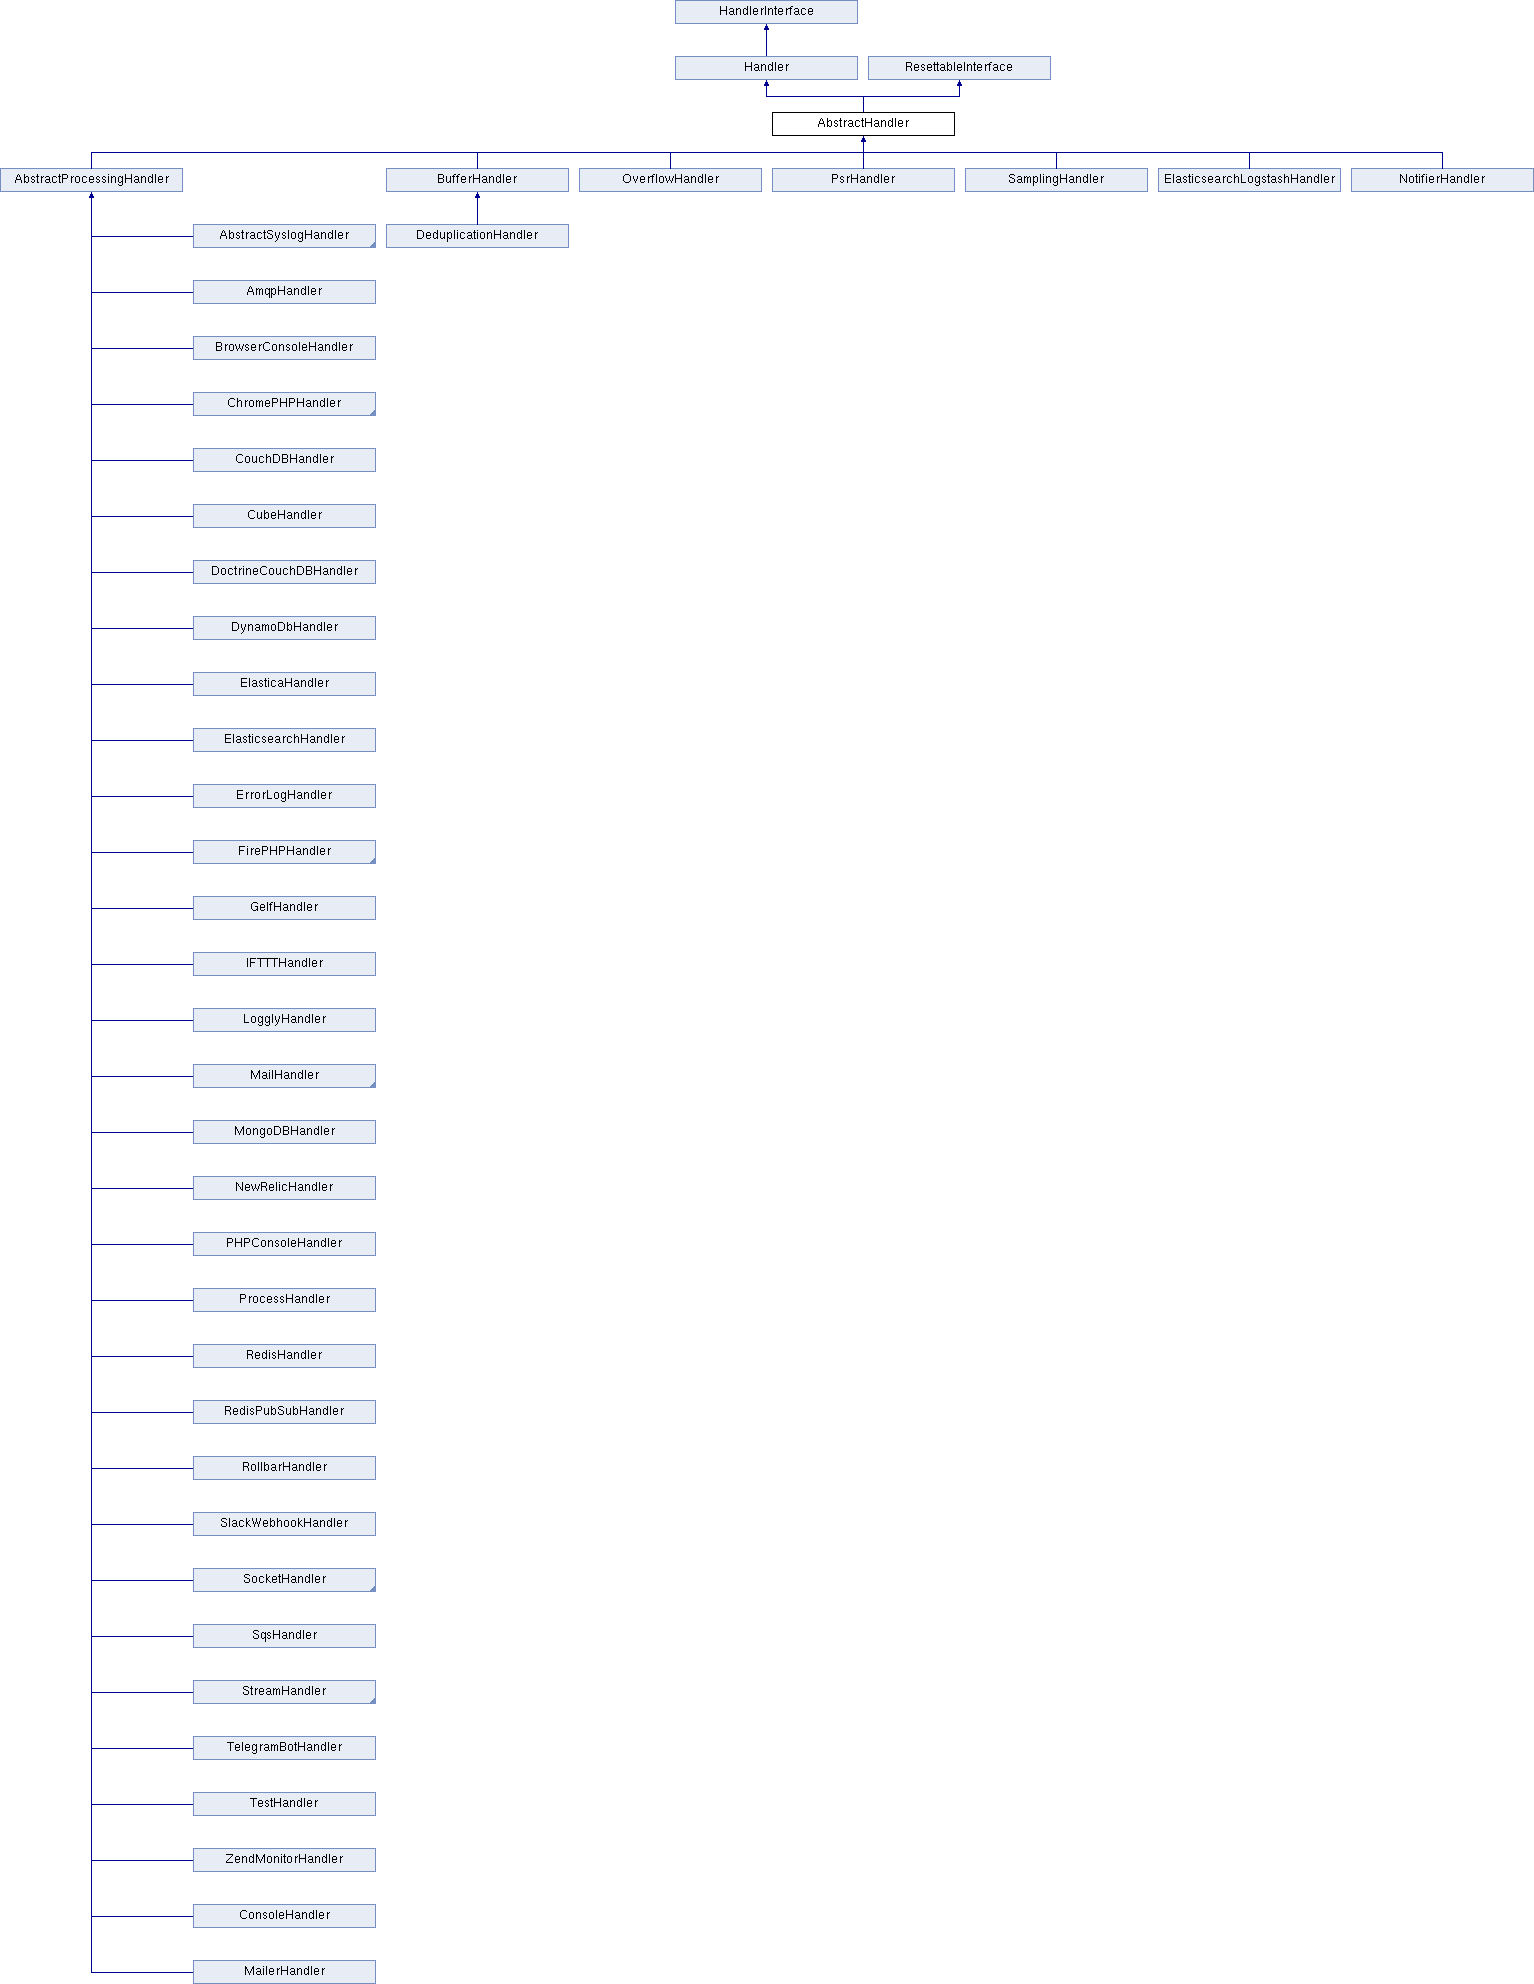 HandlerInterface
Handler
ResettableInterface
AbstractHandler
AbstractProcessingHandler
BufferHandler
OverflowHandler
PsrHandler
SamplingHandler
ElasticsearchLogstashHandler
NotifierHandler
AbstractSyslogHandler
DeduplicationHandler
AmqpHandler
BrowserConsoleHandler
ChromePHPHandler
CouchDBHandler
CubeHandler
DoctrineCouchDBHandler
DynamoDbHandler
ElasticaHandler
ElasticsearchHandler
ErrorLogHandler
FirePHPHandler
GelfHandler
IFTTTHandler
LogglyHandler
MailHandler
MongoDBHandler
NewRelicHandler
PHPConsoleHandler
ProcessHandler
RedisHandler
RedisPubSubHandler
RollbarHandler
SlackWebhookHandler
SocketHandler
SqsHandler
StreamHandler
TelegramBotHandler
TestHandler
ZendMonitorHandler
ConsoleHandler
MailerHandler